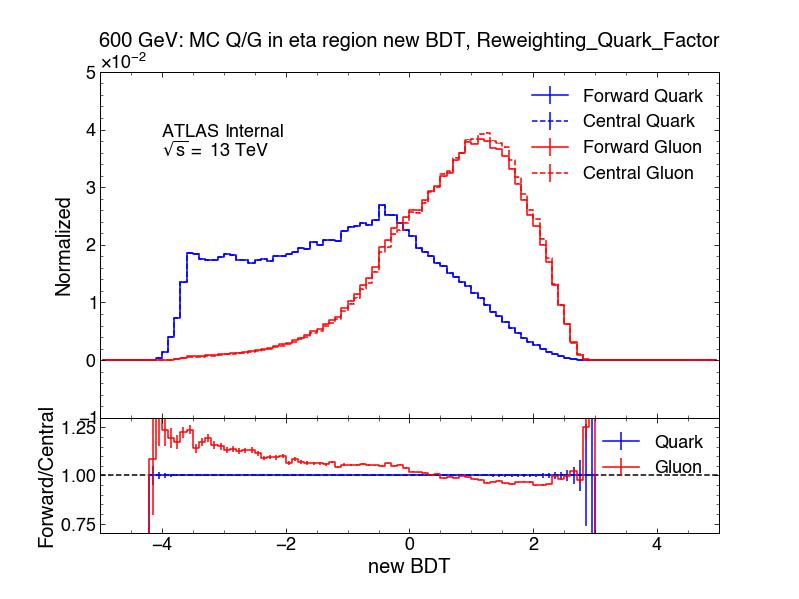 600 GeV: MC Q/G in eta region new BDT, Reweighting_Quark_Factor
×10⁻²
5
4
3
2
1
0
−1
Normalized
ATLAS Internal
√s = 13 TeV
Forward Quark
Central Quark
Forward Gluon
Central Gluon
1.25
1.00
0.75
Forward/Central
Quark
Gluon
−4 −2 0 2 4
new BDT